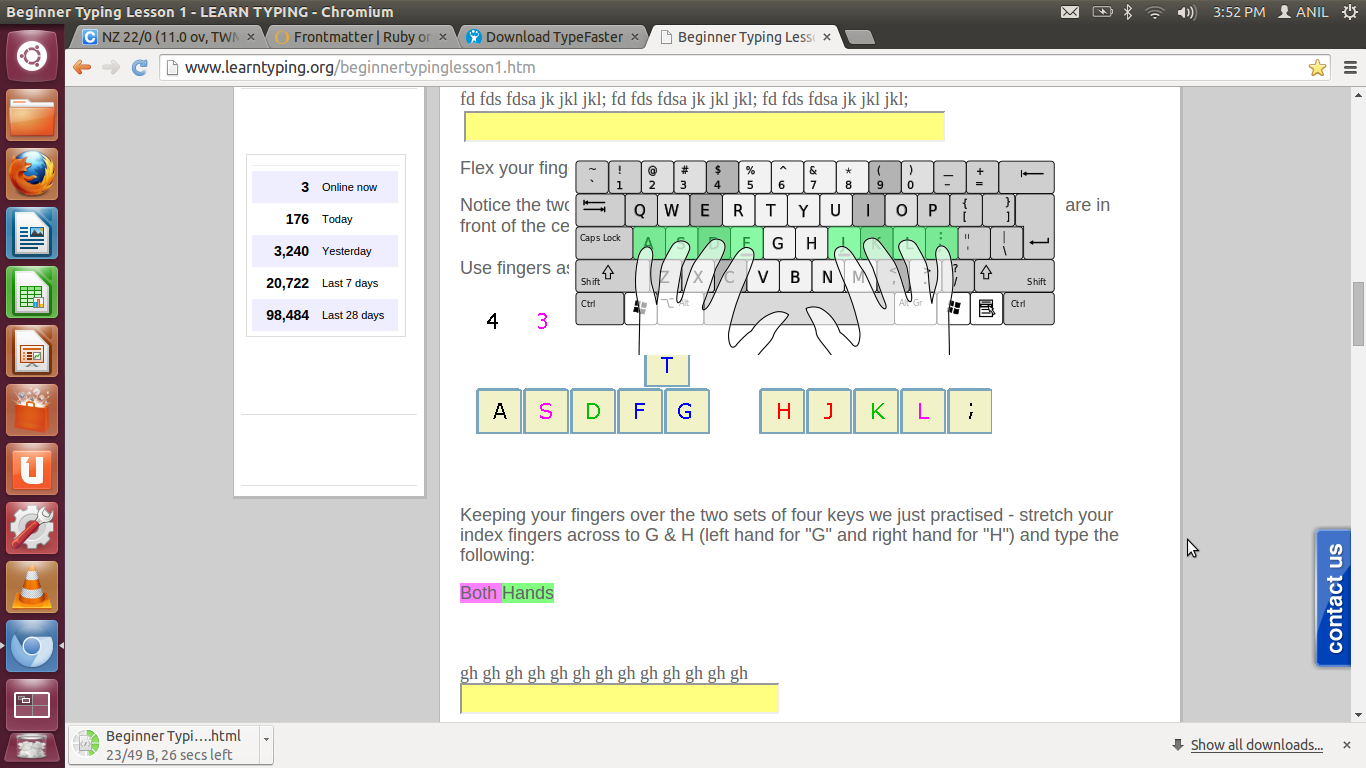 Beginner Typing Lesson 1 - LEARN TYPING - Chromium
3:52 PM ANIL
NZ 22/0 (11.0 ov, TWM
Frontmatter | Ruby or
Download TypeFaster
Beginner Typing Less
www.learntyping.org/beginnertypinglesson1.htm
3 Online now
176 Today
3,240 Yesterday
20,722 Last 7 days
98,484 Last 28 days
fd fds fdsa jk jkl jkl; fd fds fdsa jk jkl jkl; fd fds fdsa jk jkl jkl;
Flex your fing
Notice the two are in
front of the ce
Use fingers as
~ ! @ # $ % ^ & * ( ) — +
` 1 2 3 4 5 6 7 8 9 0 - =
Q W E R T Y U I O P { [ } ]
Caps Lock A S D F G H J K L : ; " ' | \
Shift Z X C V B N M < , > . ? / Shift
Ctrl Alt Alt Gr Ctrl
4 3
T
A S D F G H J K L ;
Keeping your fingers over the two sets of four keys we just practised - stretch your
index fingers across to G & H (left hand for "G" and right hand for "H") and type the
following:
Both Hands
gh gh gh gh gh gh gh gh gh gh gh gh gh
contact us
Beginner Typi....html
23/49 B, 26 secs left
Show all downloads...